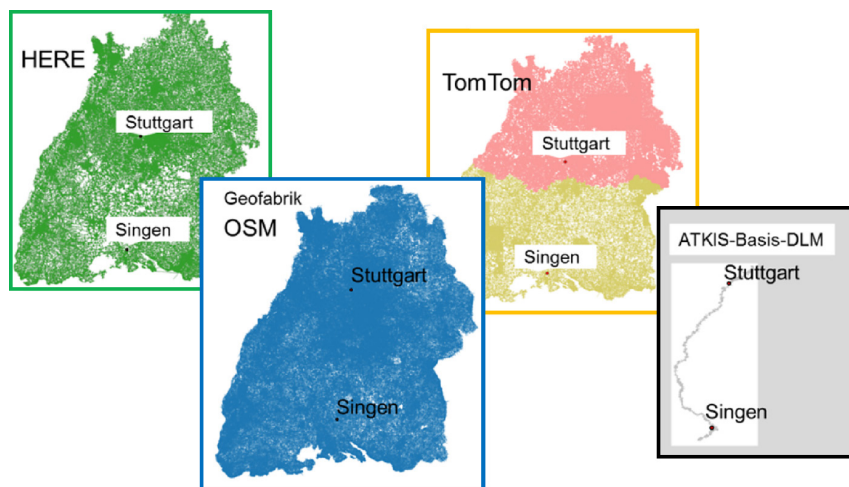 HERE
Stuttgart
Singen
Geofabrik
OSM
Stuttgart
Singen
TomTom
Stuttgart
Singen
ATKIS-Basis-DLM
Stuttgart
Singen